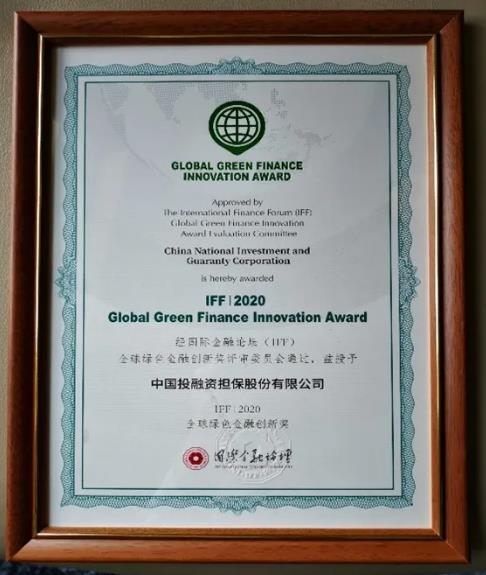 GLOBAL GREEN FINANCE
INNOVATION AWARD
Approved by
The International Finance Forum (IFF)
Global Green Finance Innovation
Award Evaluation Committee
China National Investment and
Guaranty Corporation
is hereby awarded
IFF | 2020
Global Green Finance Innovation Award
经国际金融论坛（IFF）
全球绿色金融创新奖评审委员会通过，兹授予
中国投融资担保股份有限公司
IFF | 2020
全球绿色金融创新奖
國際金融論壇